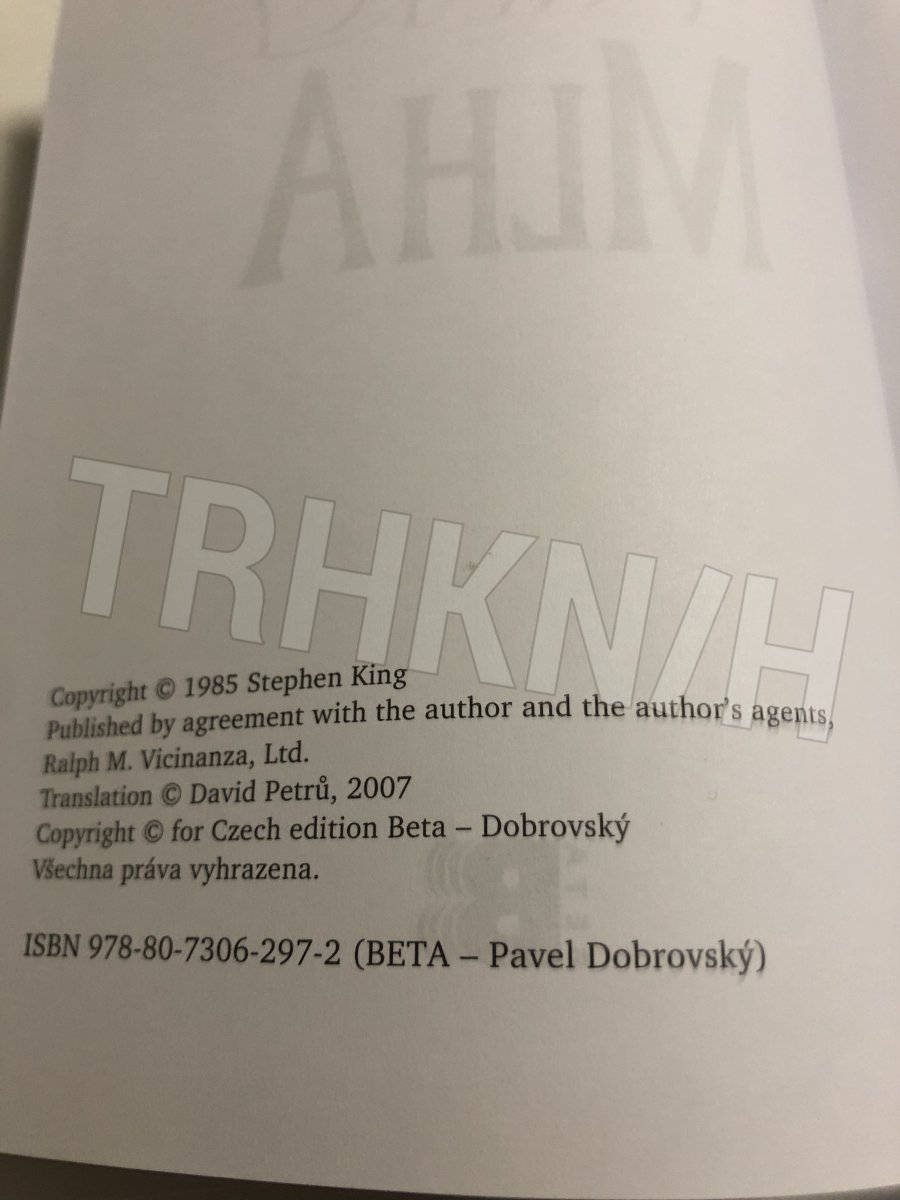 MLHA
TRHKN/H
Copyright © 1985 Stephen King
Published by agreement with the author and the author's agents,
Ralph M. Vicinanza, Ltd.
Translation © David Petrů, 2007
Copyright © for Czech edition Beta – Dobrovský
Všechna práva vyhrazena.
ISBN 978-80-7306-297-2 (BETA – Pavel Dobrovský)